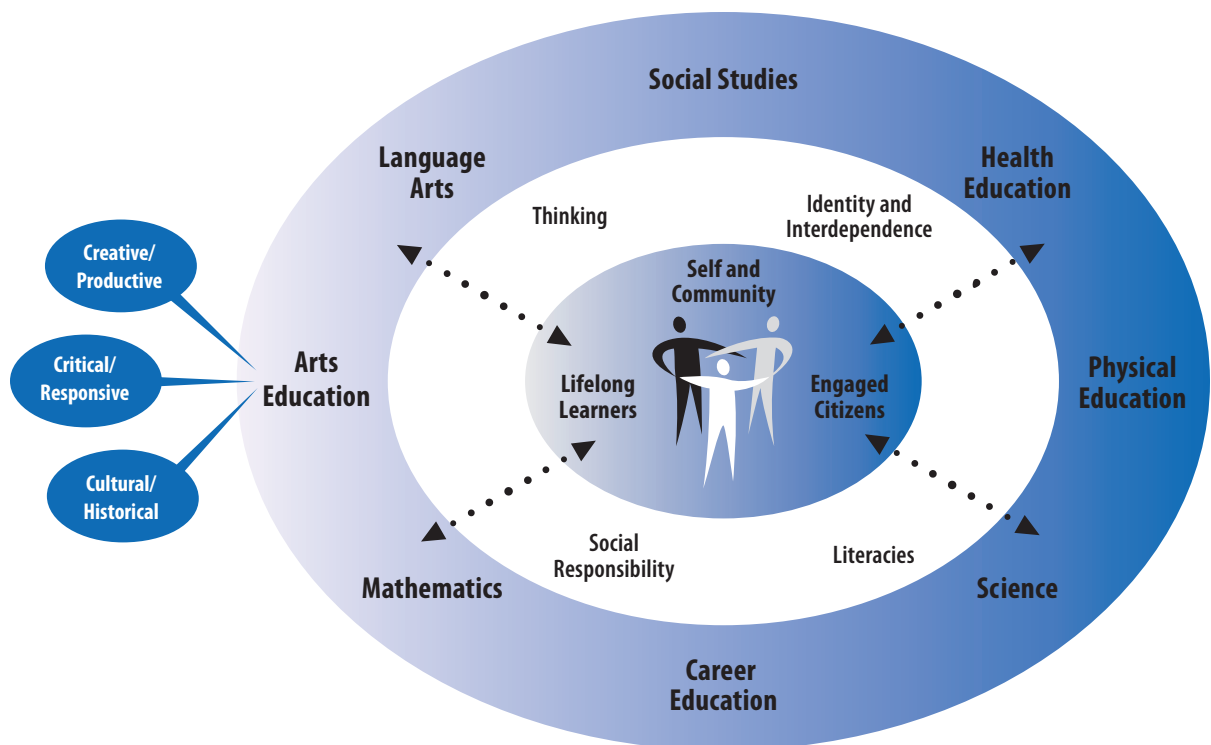 Social Studies
Language
Arts
Health
Education
Thinking
Identity and
Interdependence
Creative/
Productive
Self and
Community
Critical/
Responsive
Arts
Education
Lifelong
Learners
Engaged
Citizens
Physical
Education
Cultural/
Historical
Social
Responsibility
Literacies
Mathematics
Science
Career
Education